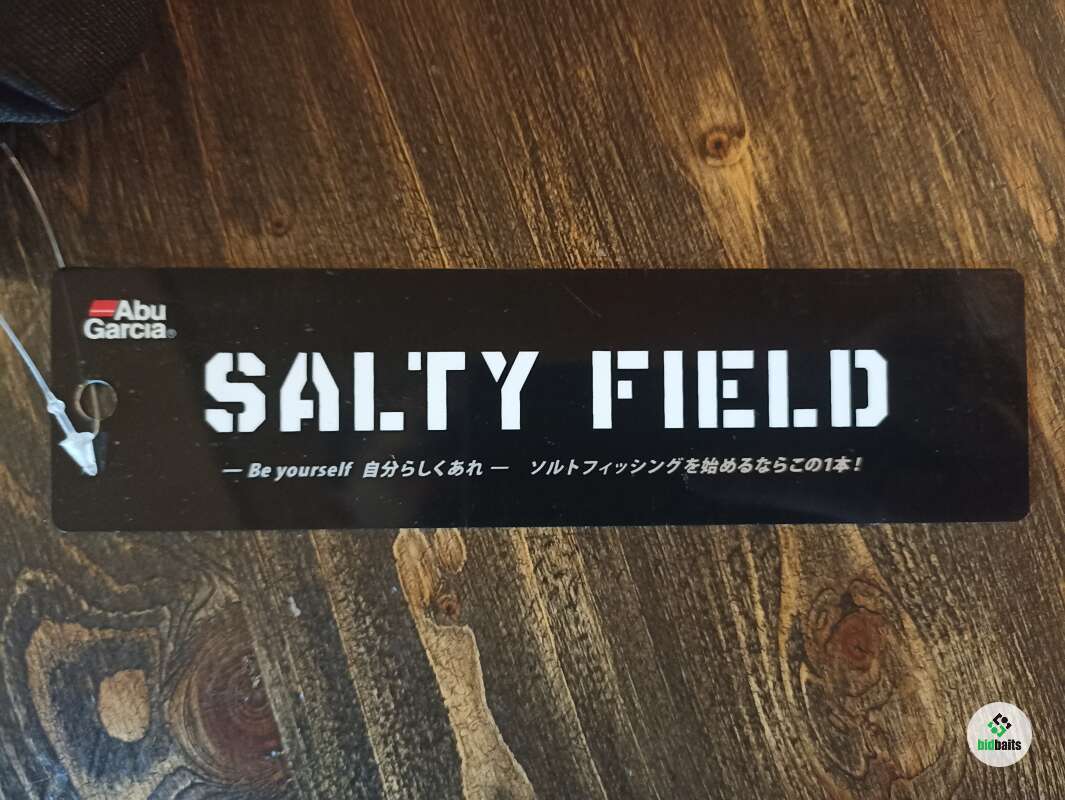 Abu
Garcia®
SALTY FIELD
— Be yourself 自分らしくあれ — ソルトフィッシングを始めるならこの1本!
bidbaits